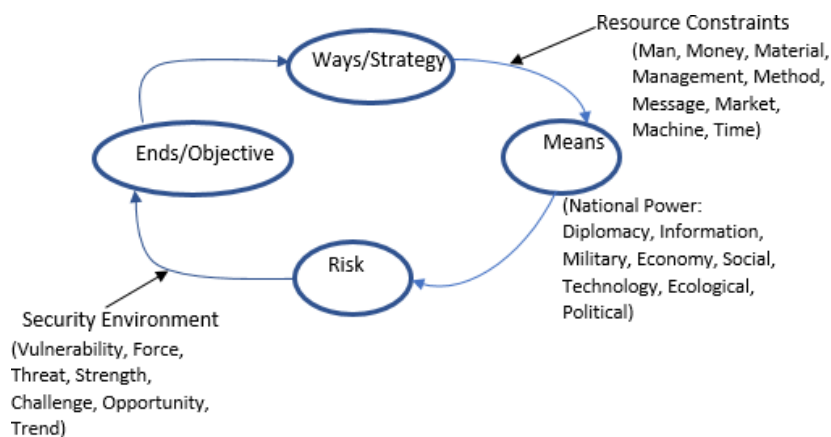 Ways/Strategy
Resource Constraints
(Man, Money, Material,
Management, Method,
Message, Market,
Machine, Time)
Ends/Objective
Means
(National Power:
Diplomacy, Information,
Military, Economy, Social,
Technology, Ecological,
Political)
Risk
Security Environment
(Vulnerability, Force,
Threat, Strength,
Challenge, Opportunity,
Trend)